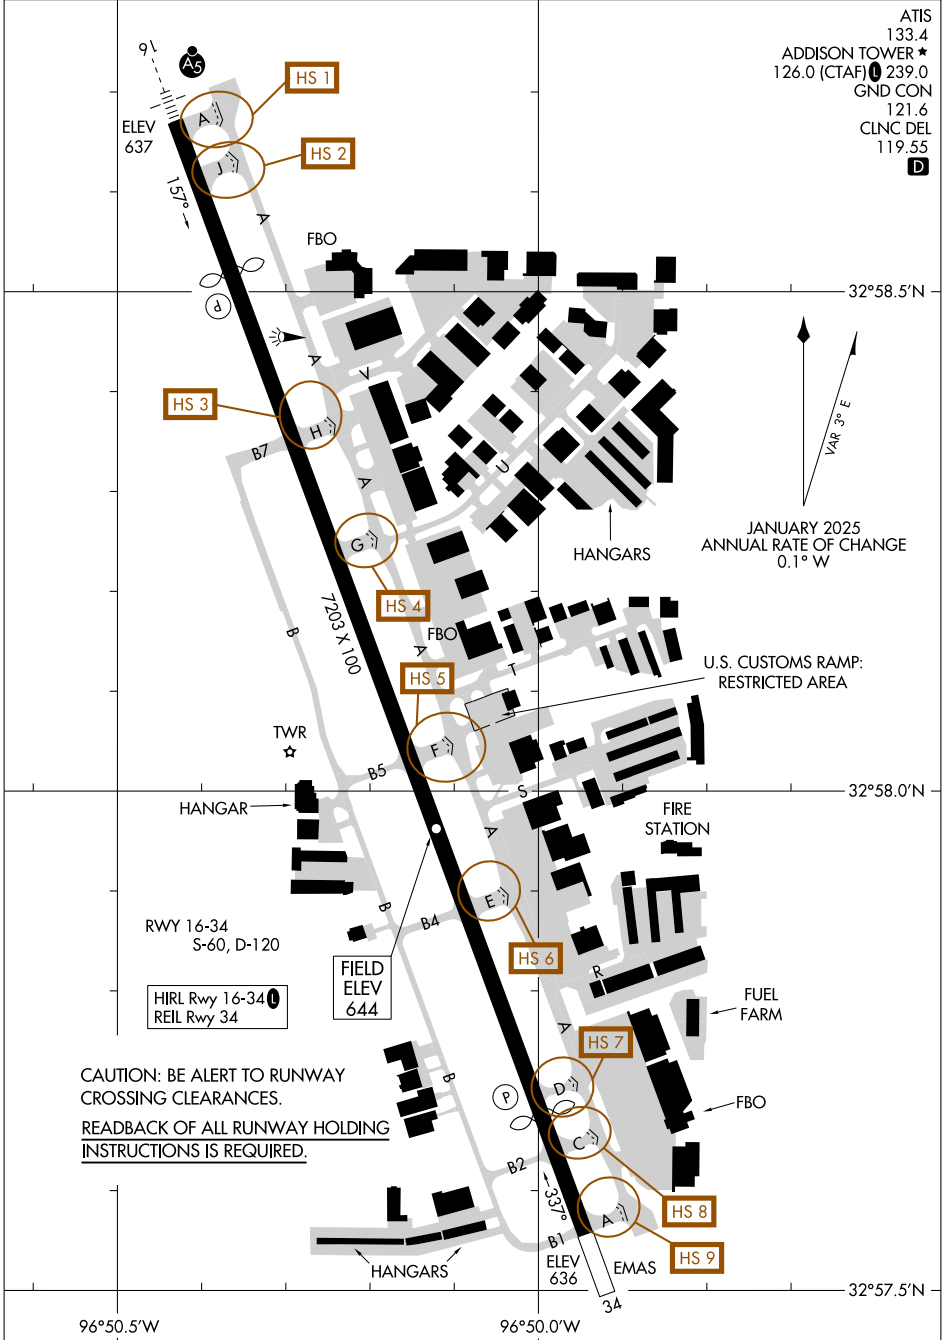 ATIS
133.4
ADDISON TOWER ★
126.0 (CTAF) L 239.0
GND CON
121.6
CLNC DEL
119.55
D
16
A5
HS 1
A
ELEV
637
HS 2
J
157°
A
FBO
P
32°58.5'N
A
V
VAR 3° E
HS 3
H
B7
U
A
JANUARY 2025
ANNUAL RATE OF CHANGE
0.1° W
G
HANGARS
HS 4
7203 X 100
B
FBO
A
T
U.S. CUSTOMS RAMP:
RESTRICTED AREA
HS 5
TWR
F
B5
S
32°58.0'N
HANGAR
FIRE
STATION
A
B
E
B4
RWY 16-34
S-60, D-120
HS 6
R
FIELD
ELEV
644
HIRL Rwy 16-34 L
REIL Rwy 34
FUEL
FARM
A
HS 7
CAUTION: BE ALERT TO RUNWAY
CROSSING CLEARANCES.
B
D
P
FBO
READBACK OF ALL RUNWAY HOLDING
INSTRUCTIONS IS REQUIRED.
C
B2
337°
A
HS 8
B1
HS 9
ELEV
636
EMAS
HANGARS
34
32°57.5'N
96°50.5'W
96°50.0'W